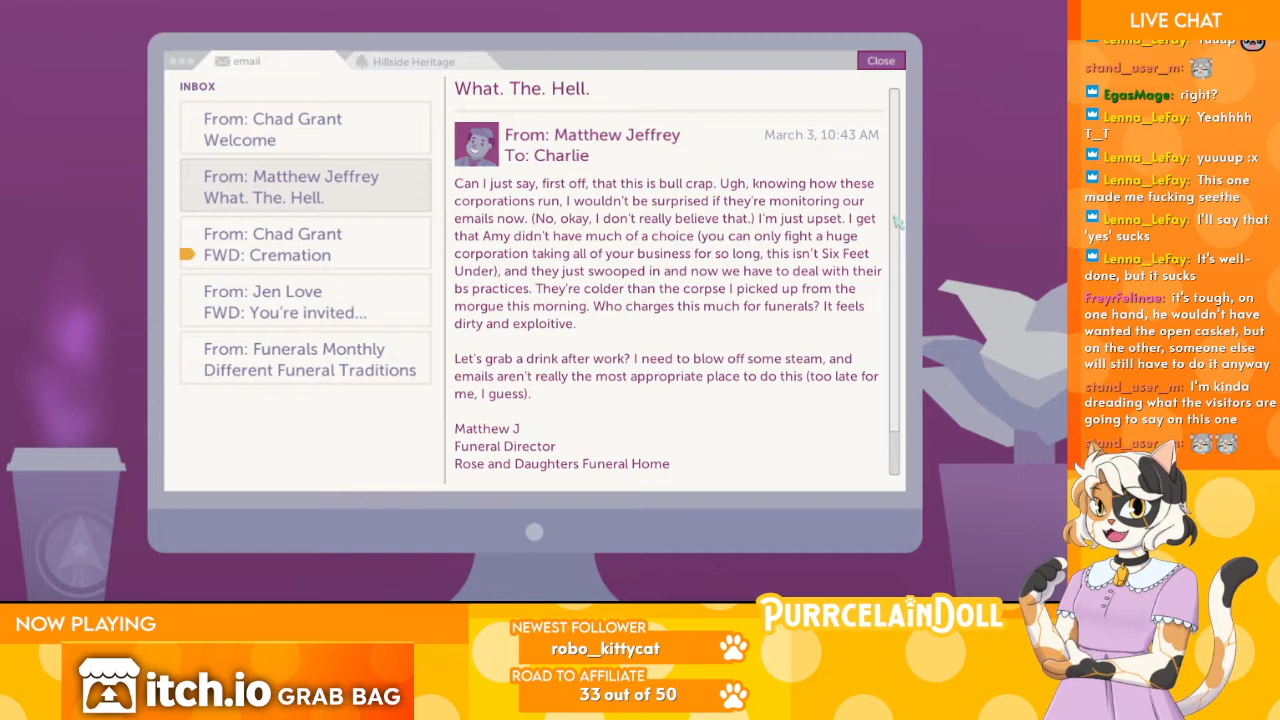 email
Hillside Heritage
Close
INBOX
From: Chad Grant
Welcome
From: Matthew Jeffrey
What. The. Hell.
From: Chad Grant
FWD: Cremation
From: Jen Love
FWD: You're invited...
From: Funerals Monthly
Different Funeral Traditions
What. The. Hell.
From: Matthew Jeffrey
March 3, 10:43 AM
To: Charlie
Can I just say, first off, that this is bull crap. Ugh, knowing how these
corporations run, I wouldn't be surprised if they're monitoring our
emails now. (No, okay, I don't really believe that.) I'm just upset. I get
that Amy didn't have much of a choice (you can only fight a huge
corporation taking all of your business for so long, this isn't Six Feet
Under), and they just swooped in and now we have to deal with their
bs practices. They're colder than the corpse I picked up from the
morgue this morning. Who charges this much for funerals? It feels
dirty and exploitive.
Let's grab a drink after work? I need to blow off some steam, and
emails aren't really the most appropriate place to do this (too late for
me, I guess).
Matthew J
Funeral Director
Rose and Daughters Funeral Home
LIVE CHAT
Lenna_LeFay: Yuuup
stand_user_m:
EgasMage: right?
Lenna_LeFay: Yeahhhh
T_T
Lenna_LeFay: yuuuup :x
Lenna_LeFay: This one
made me fucking seethe
Lenna_LeFay: I'll say that
'yes' sucks
Lenna_LeFay: It's well-
done, but it sucks
FreyrFelinae: it's tough, on
one hand, he wouldn't have
wanted the open casket, but
on the other, someone else
will still have to do it anyway
stand_user_m: I'm kinda
dreading what the visitors are
going to say on this one
stand_user_m:
NOW PLAYING
itch.io GRAB BAG
NEWEST FOLLOWER
robo_kittycat
ROAD TO AFFILIATE
33 out of 50
PURRCELAINDOLL